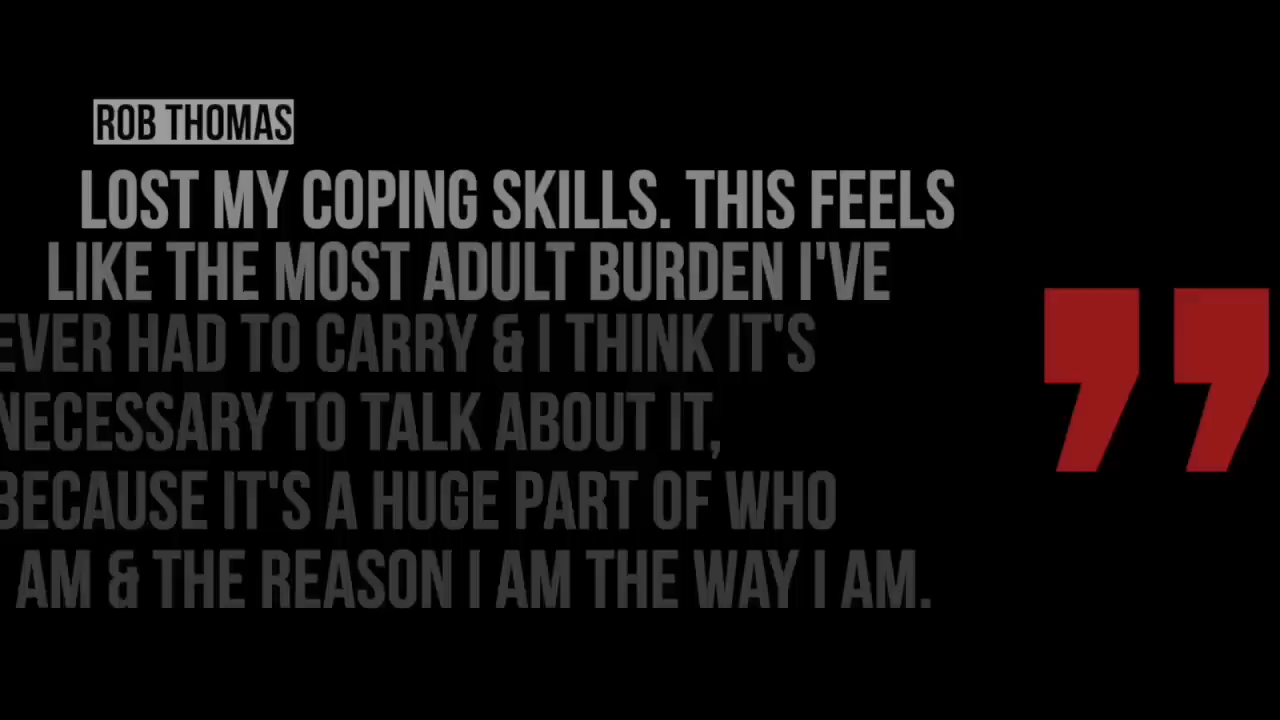 ROB THOMAS
LOST MY COPING SKILLS. THIS FEELS
LIKE THE MOST ADULT BURDEN I'VE
EVER HAD TO CARRY & I THINK IT'S
NECESSARY TO TALK ABOUT IT,
BECAUSE IT'S A HUGE PART OF WHO
I AM & THE REASON I AM THE WAY I AM.
”